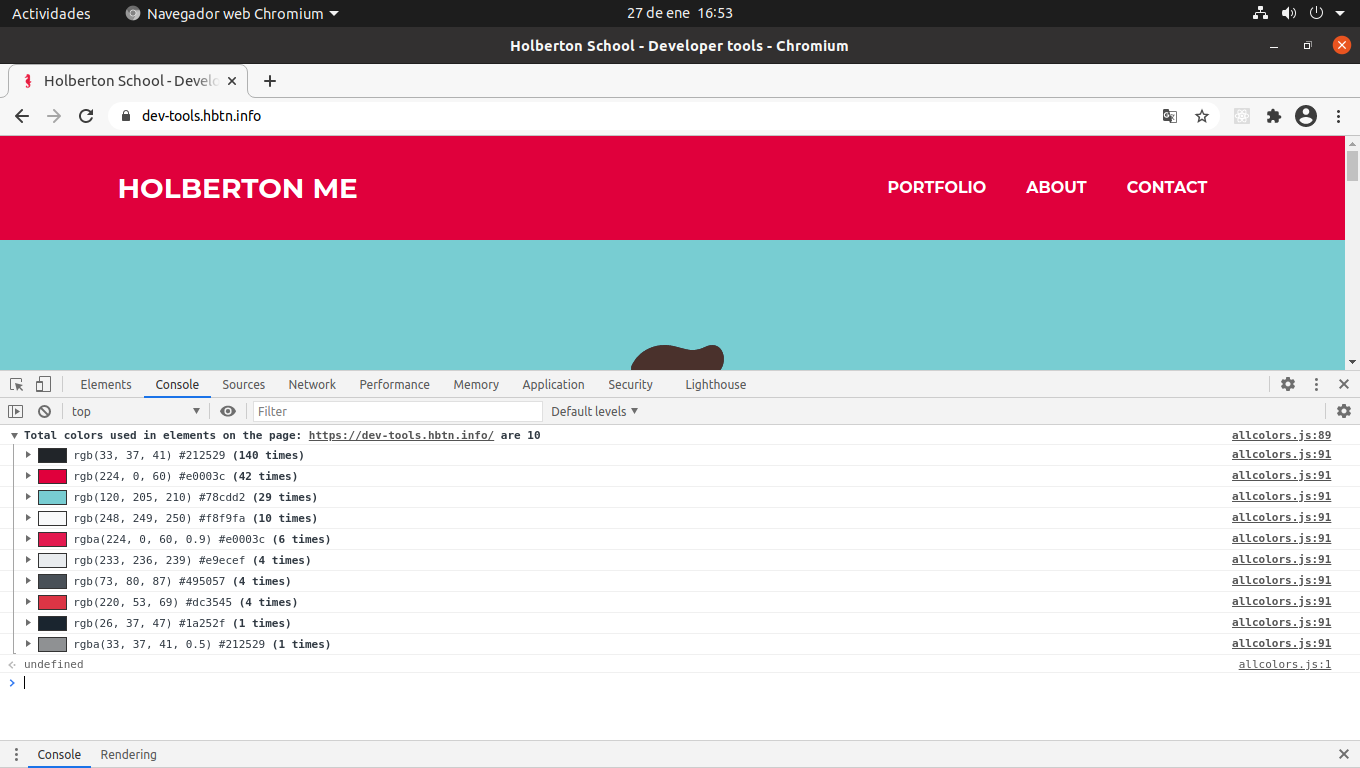 Actividades Navegador web Chromium 27 de ene 16:53
Holberton School - Developer tools - Chromium
Holberton School - Develo
dev-tools.hbtn.info
HOLBERTON ME PORTFOLIO ABOUT CONTACT
Elements Console Sources Network Performance Memory Application Security Lighthouse
top Filter Default levels
Total colors used in elements on the page: https://dev-tools.hbtn.info/ are 10 allcolors.js:89
rgb(33, 37, 41) #212529 (140 times) allcolors.js:91
rgb(224, 0, 60) #e0003c (42 times) allcolors.js:91
rgb(120, 205, 210) #78cdd2 (29 times) allcolors.js:91
rgb(248, 249, 250) #f8f9fa (10 times) allcolors.js:91
rgba(224, 0, 60, 0.9) #e0003c (6 times) allcolors.js:91
rgb(233, 236, 239) #e9ecef (4 times) allcolors.js:91
rgb(73, 80, 87) #495057 (4 times) allcolors.js:91
rgb(220, 53, 69) #dc3545 (4 times) allcolors.js:91
rgb(26, 37, 47) #1a252f (1 times) allcolors.js:91
rgba(33, 37, 41, 0.5) #212529 (1 times) allcolors.js:91
undefined allcolors.js:1
Console Rendering